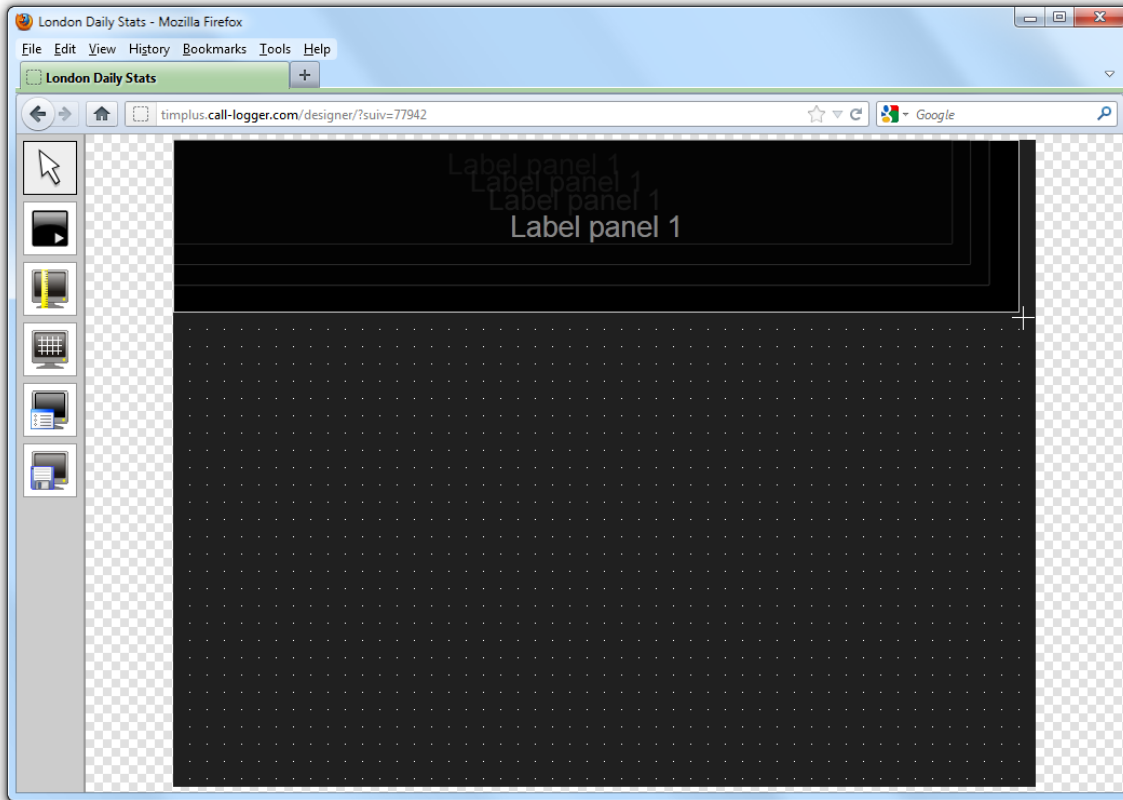 London Daily Stats - Mozilla Firefox
File Edit View History Bookmarks Tools Help
London Daily Stats
timplus.call-logger.com/designer/?suiv=77942
Google
Label panel 1
Label panel 1
Label panel 1
Label panel 1